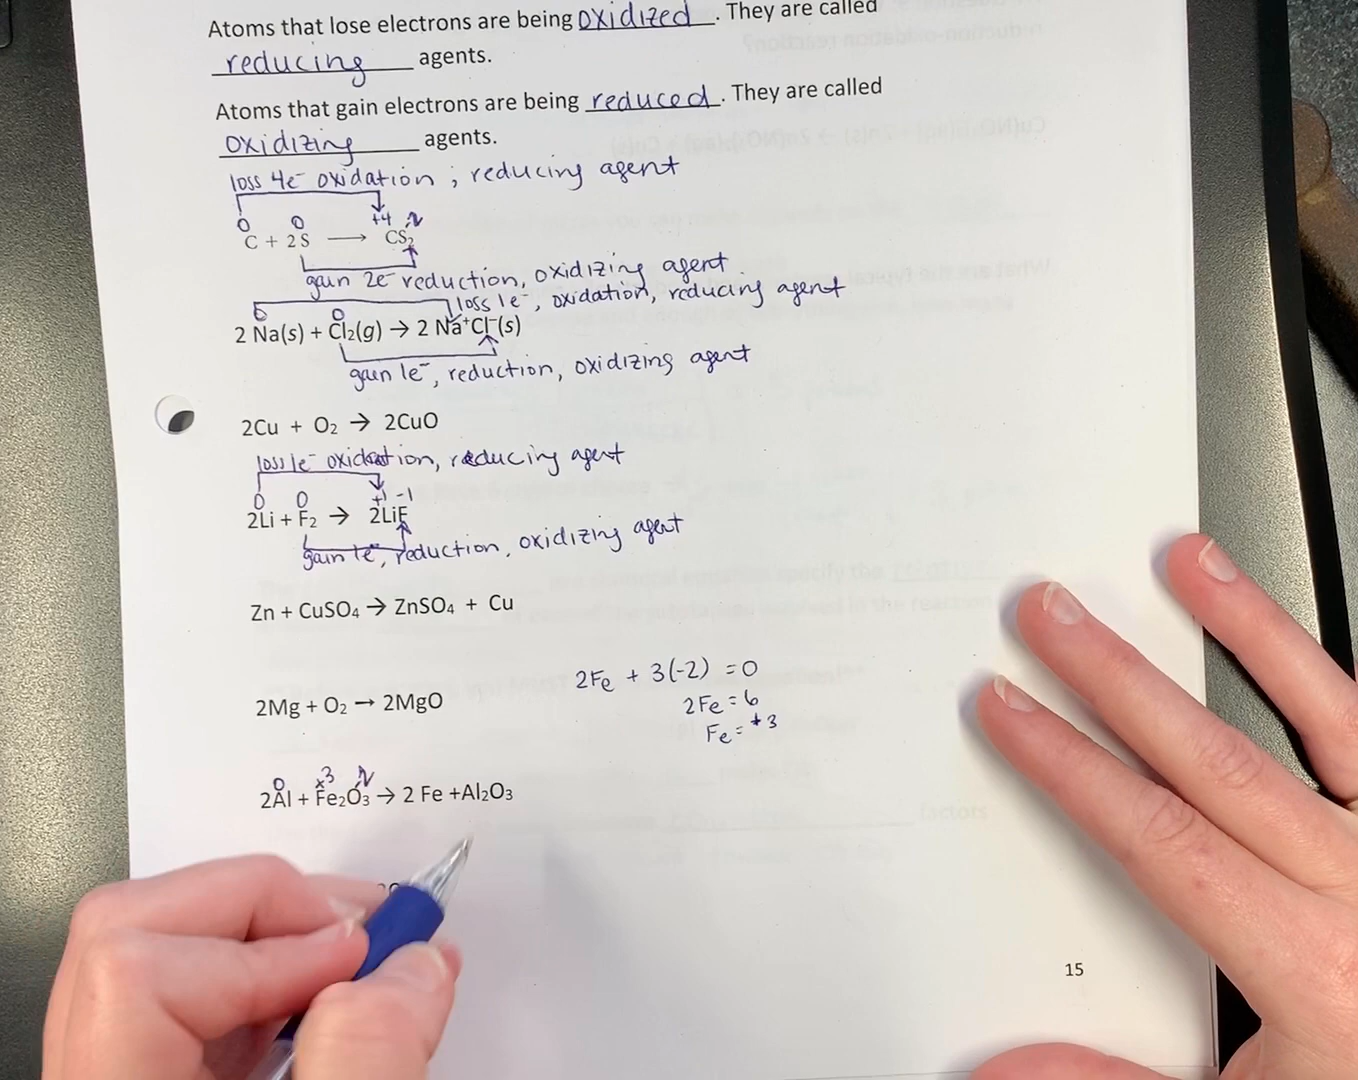 Atoms that lose electrons are being oxidized. They are called
reducing agents.
Atoms that gain electrons are being reduced. They are called
oxidizing agents.
loss 4e⁻ oxidation ; reducing agent
0 0 +4 -2
C + 2S ⟶ CS₂
gain 2e⁻ reduction, oxidizing agent
loss 1e⁻, oxidation, reducing agent
0 0
2 Na(s) + Cl₂(g) → 2 Na⁺Cl⁻(s)
gain 1e⁻, reduction, oxidizing agent
2Cu + O₂ → 2CuO
loss 1e⁻ oxidation, reducing agent
0 0 +1 -1
2Li + F₂ → 2LiF
gain 1e⁻, reduction, oxidizing agent
Zn + CuSO₄ → ZnSO₄ + Cu
2Fe + 3(-2) = 0
2Fe = 6
Fe = +3
2Mg + O₂ → 2MgO
0 +3 -2
2Al + Fe₂O₃ → 2 Fe +Al₂O₃
15